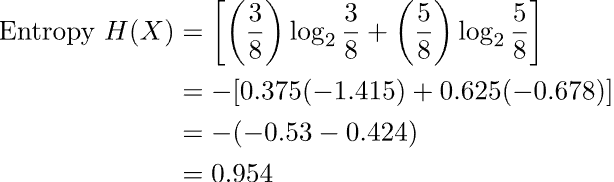 Entropy H(X) = [(3/8) log₂ 3/8 + (5/8) log₂ 5/8]
= −[0.375(−1.415) + 0.625(−0.678)]
= −(−0.53 − 0.424)
= 0.954